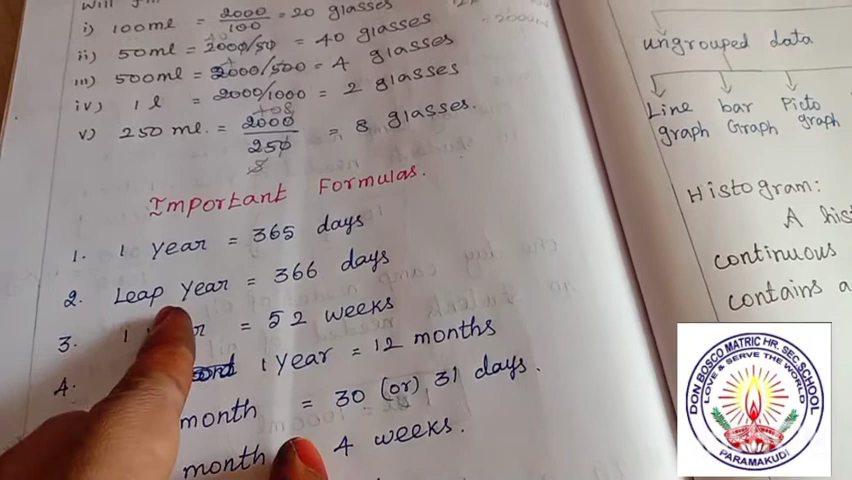 will fill
i) 100ml = 2000/100 = 20 glasses
ii) 50ml = 2000/50 = 40 glasses
iii) 500ml = 2000/500 = 4 glasses
iv) 1 l = 2000/1000 = 2 glasses
v) 250 ml. = 2000/250 = 8 glasses.
Important Formulas.
1. 1 year = 365 days
2. Leap year = 366 days
3. 1 = 52 weeks
4. 1 year = 12 months
month = 30 (or) 31 days.
month 4 weeks.
ungrouped data
Line bar Picto
graph Graph graph
Histogram:
A
continuous
contains a
DON BOSCO MATRIC HR. SEC SCHOOL
LOVE & SERVE THE WORLD
PARAMAKUDI